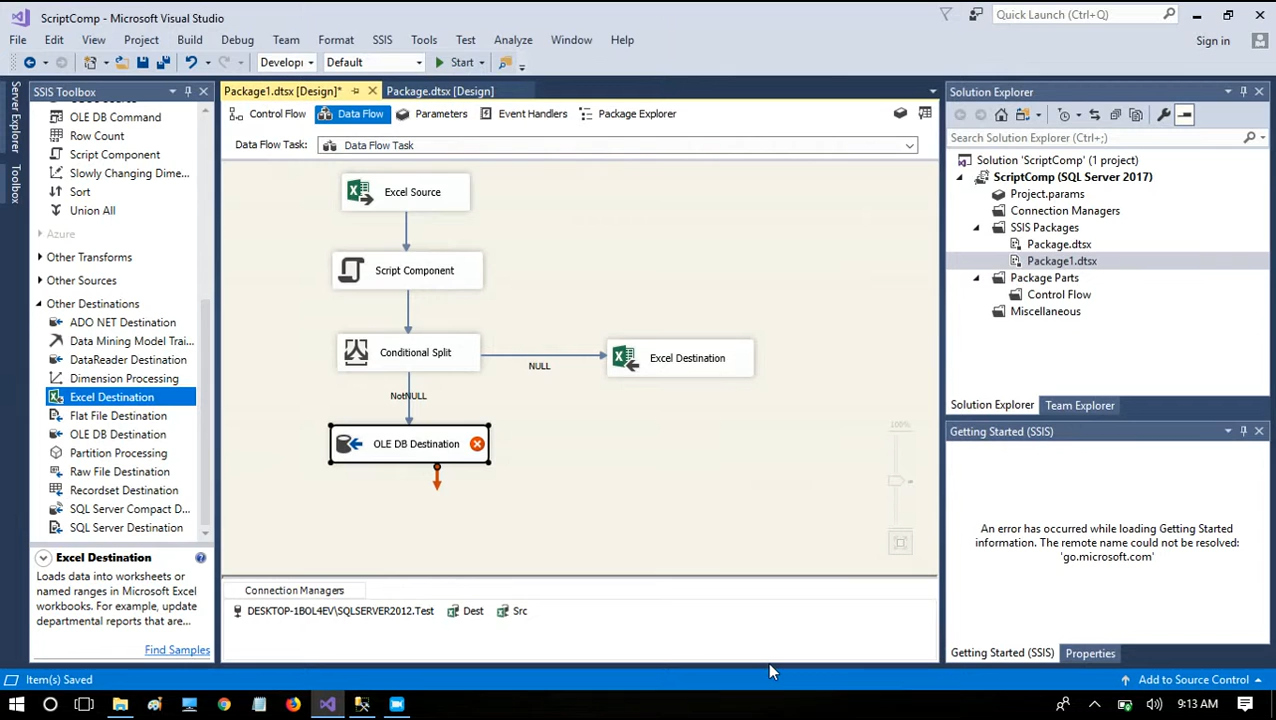 ScriptComp - Microsoft Visual Studio
Quick Launch (Ctrl+Q)
File Edit View Project Build Debug Team Format SSIS Tools Test Analyze Window Help
Sign in
Developi Default Start
SSIS Toolbox
Package1.dtsx [Design]* Package.dtsx [Design]
Solution Explorer
Server Explorer
Toolbox
OLE DB Command
Row Count
Script Component
Slowly Changing Dime...
Sort
Union All
Azure
Other Transforms
Other Sources
Other Destinations
ADO NET Destination
Data Mining Model Trai...
DataReader Destination
Dimension Processing
Excel Destination
Flat File Destination
OLE DB Destination
Partition Processing
Raw File Destination
Recordset Destination
SQL Server Compact D...
SQL Server Destination
Excel Destination
Loads data into worksheets or
named ranges in Microsoft Excel
workbooks. For example, update
departmental reports that are...
Find Samples
Control Flow Data Flow Parameters Event Handlers Package Explorer
Data Flow Task: Data Flow Task
Excel Source
Script Component
Conditional Split
NULL
Excel Destination
NotNULL
OLE DB Destination
100%
Connection Managers
DESKTOP-1BOL4EV\SQLSERVER2012.Test Dest Src
Search Solution Explorer (Ctrl+;)
Solution 'ScriptComp' (1 project)
ScriptComp (SQL Server 2017)
Project.params
Connection Managers
SSIS Packages
Package.dtsx
Package1.dtsx
Package Parts
Control Flow
Miscellaneous
Solution Explorer Team Explorer
Getting Started (SSIS)
An error has occurred while loading Getting Started
information. The remote name could not be resolved:
'go.microsoft.com'
Getting Started (SSIS) Properties
Item(s) Saved
Add to Source Control
9:13 AM